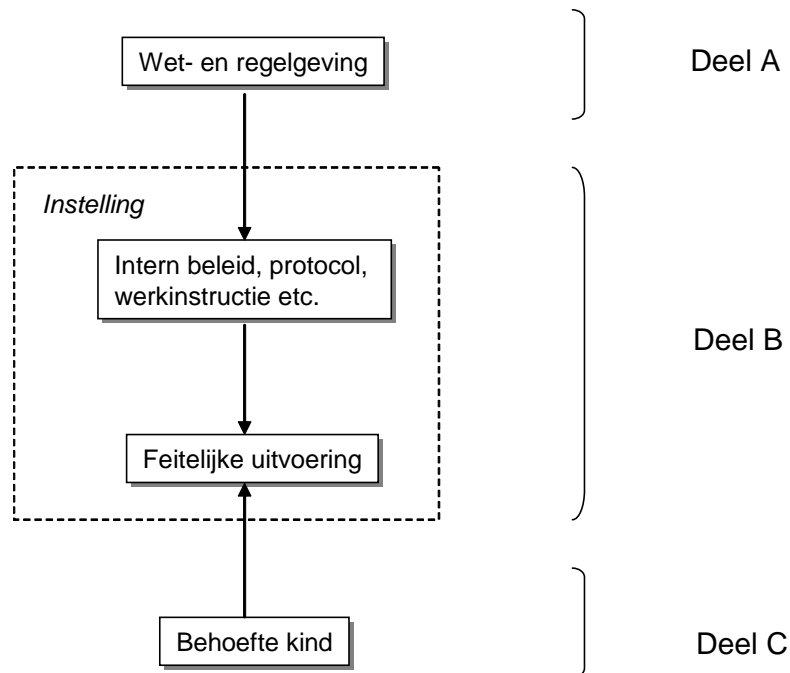 Wet- en regelgeving
Deel A
Instelling
Intern beleid, protocol,
werkinstructie etc.
Deel B
Feitelijke uitvoering
Behoefte kind
Deel C